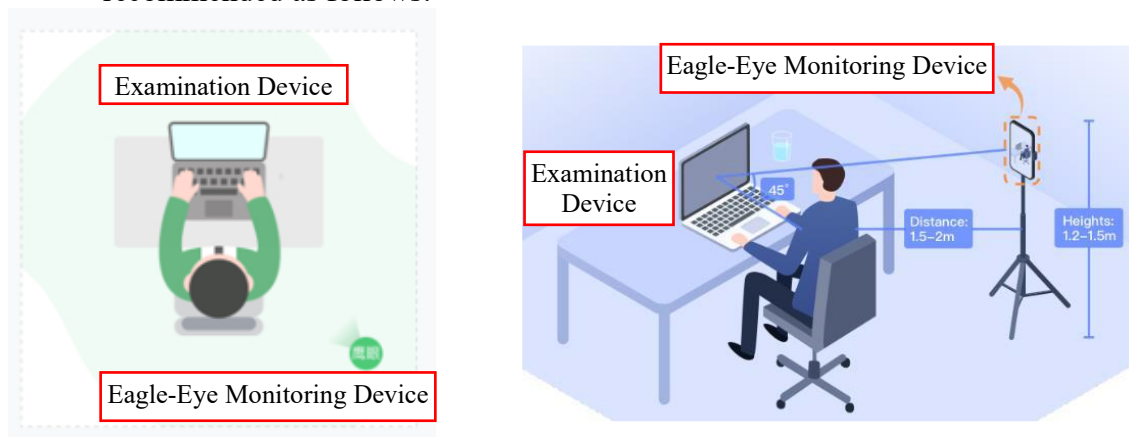 recommended as follows:
Examination Device
鹰眼
Eagle-Eye Monitoring Device
Eagle-Eye Monitoring Device
Examination
Device
45°
Distance:
1.5–2m
Heights:
1.2–1.5m